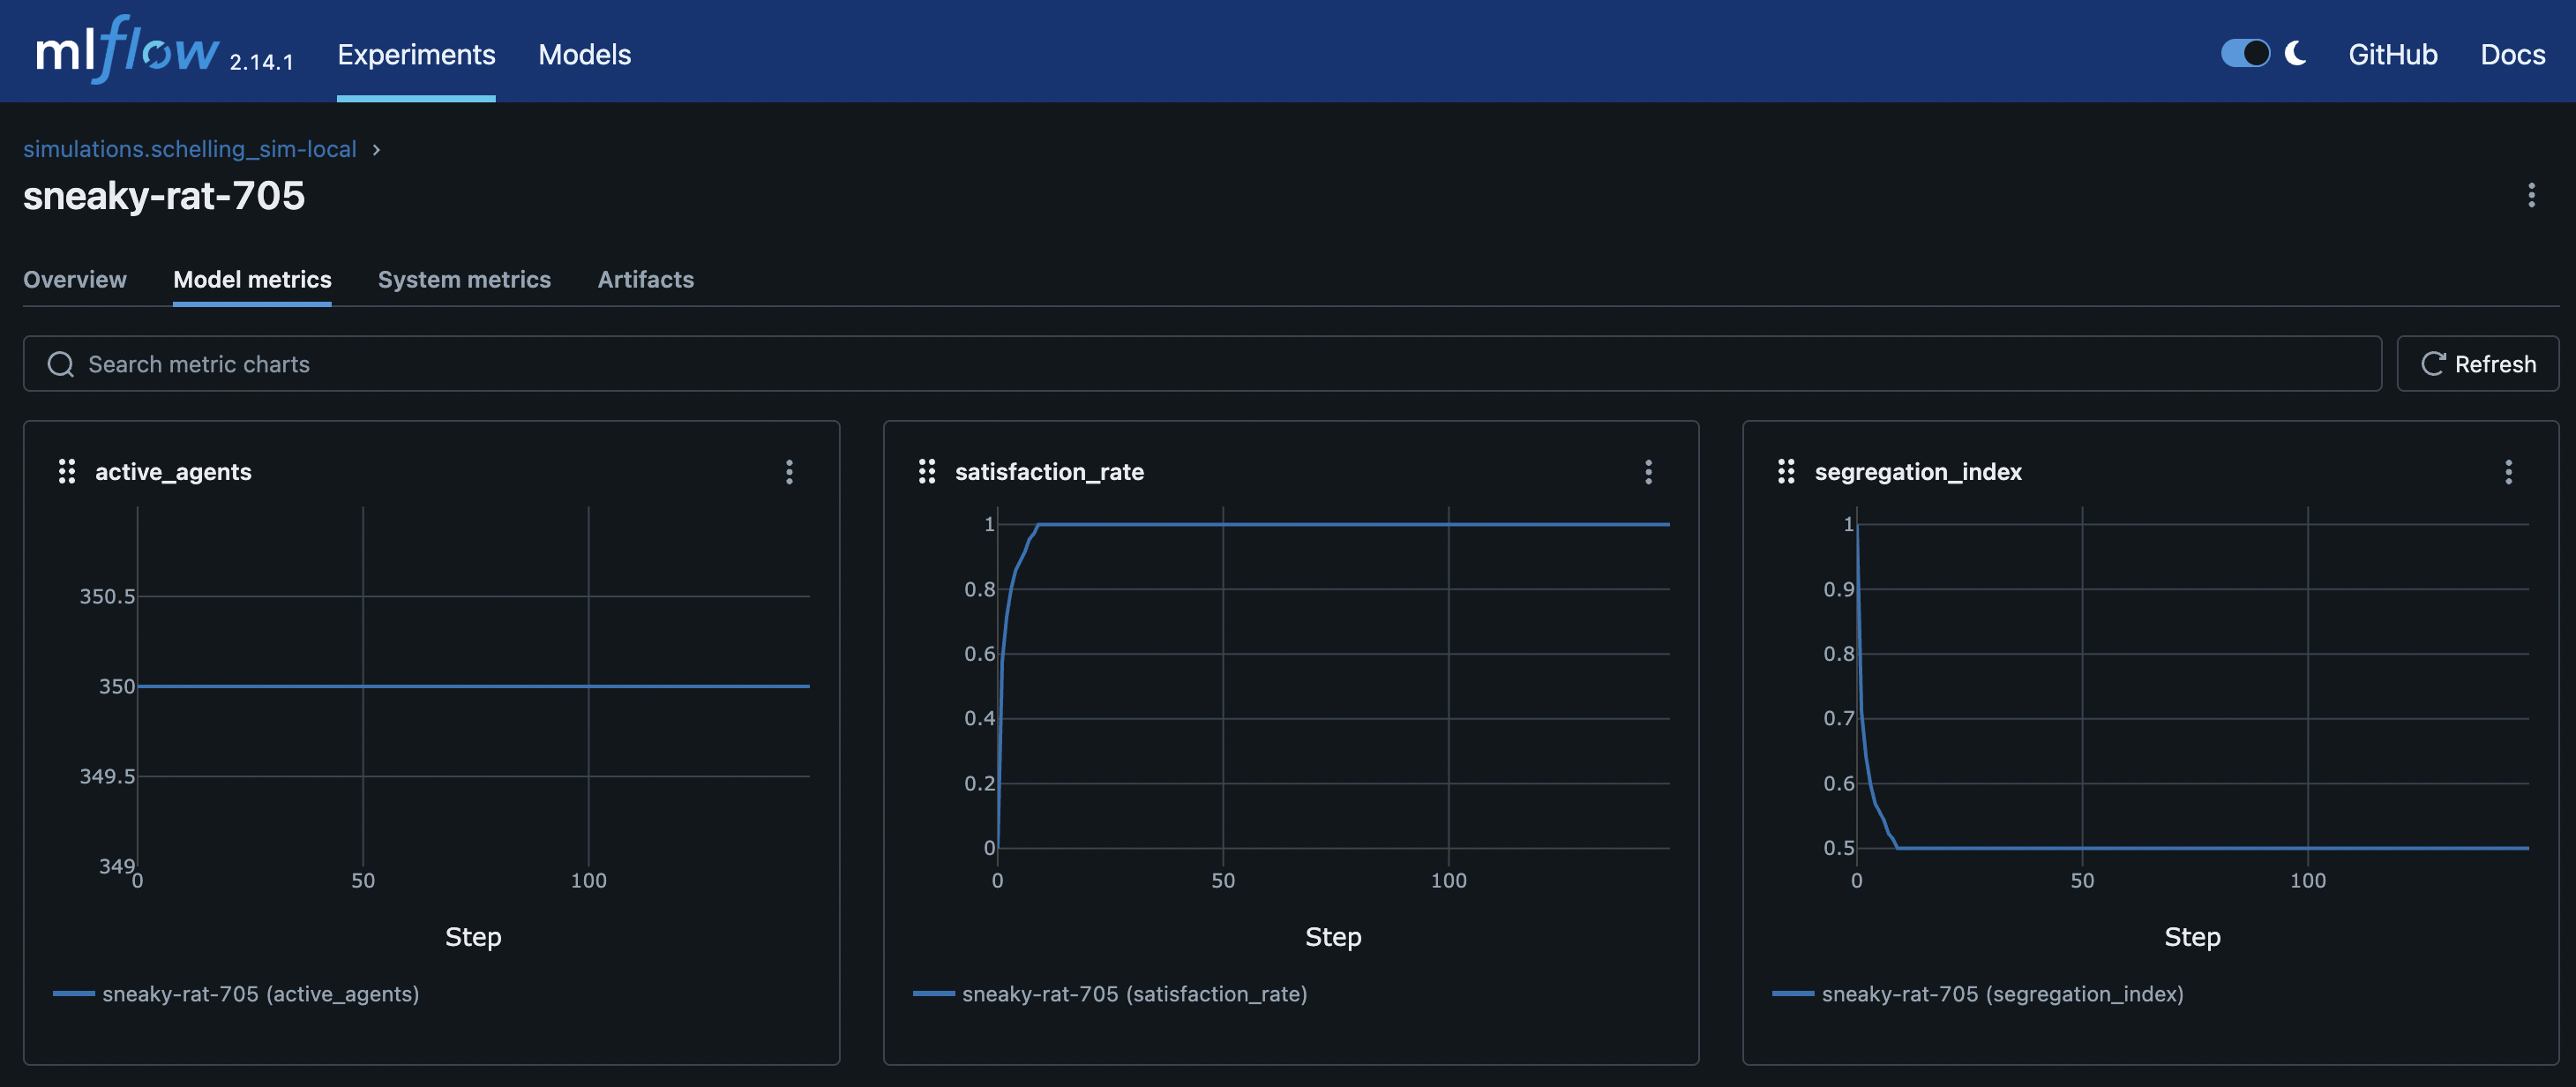 mlflow 2.14.1 Experiments Models GitHub Docs
simulations.schelling_sim-local
sneaky-rat-705
Overview Model metrics System metrics Artifacts
Search metric charts Refresh
active_agents
350.5
350
349.5
349
0 50 100
Step
sneaky-rat-705 (active_agents)
satisfaction_rate
1
0.8
0.6
0.4
0.2
0
0 50 100
Step
sneaky-rat-705 (satisfaction_rate)
segregation_index
1
0.9
0.8
0.7
0.6
0.5
0 50 100
Step
sneaky-rat-705 (segregation_index)